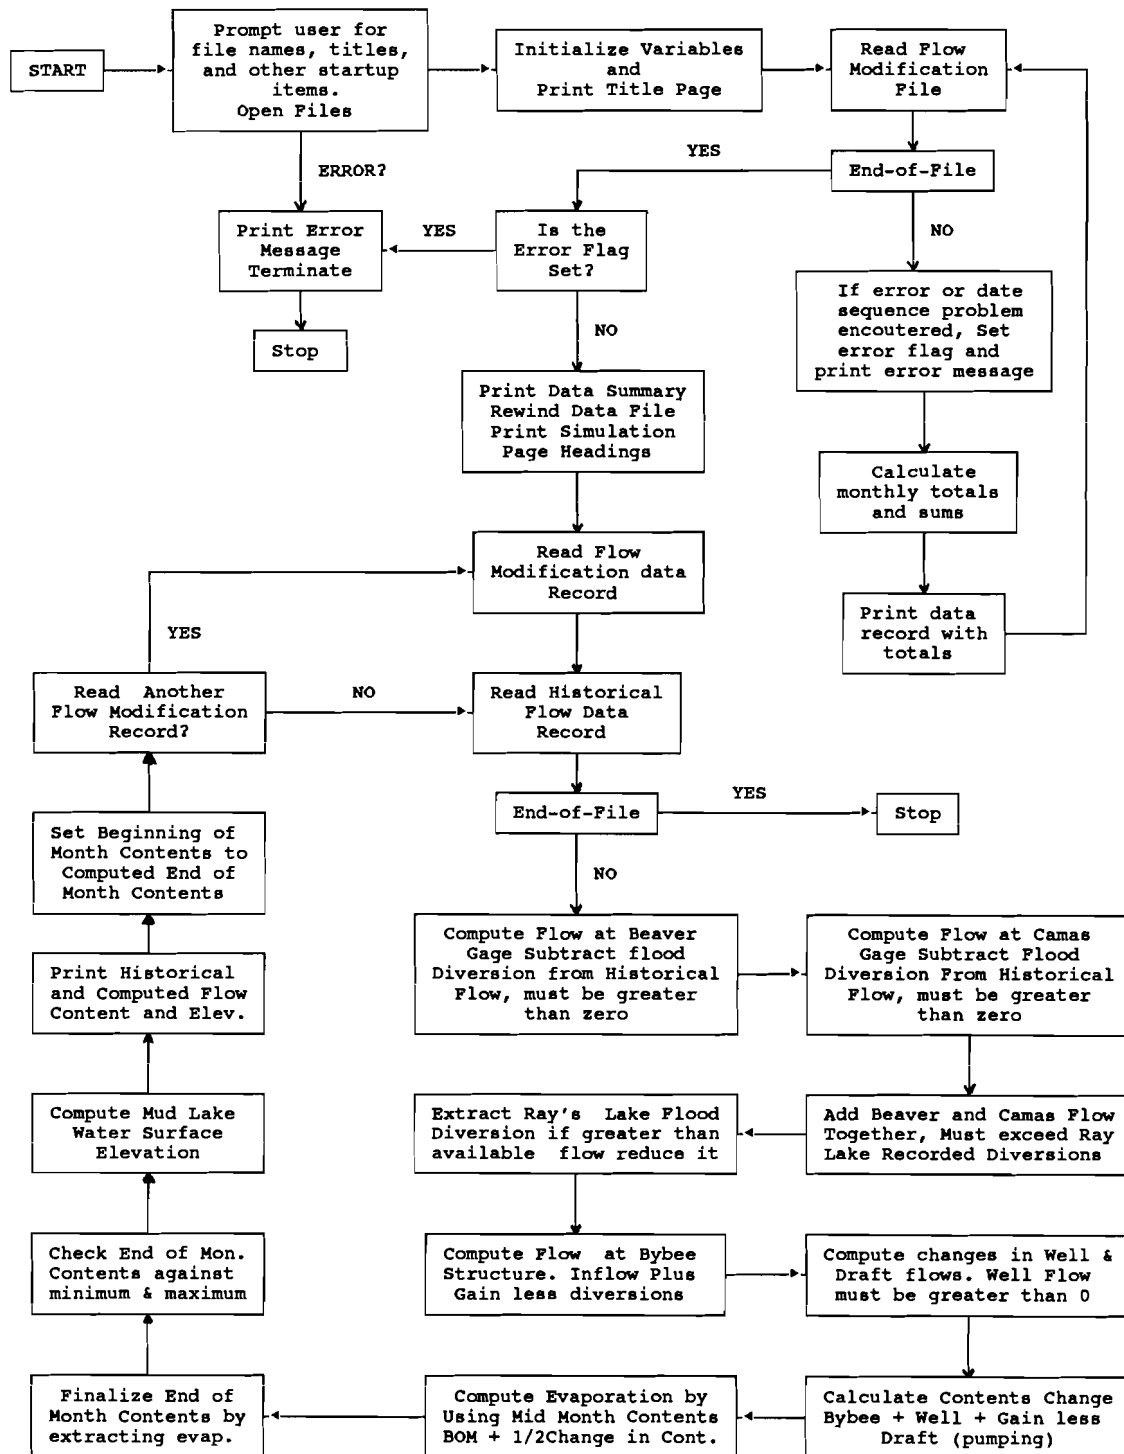 START
Prompt user for
file names, titles,
and other startup
items.
Open Files
Initialize Variables
and
Print Title Page
Read Flow
Modification
File
ERROR?
YES
End-of-File
NO
Print Error
Message
Terminate
YES
Is the
Error Flag
Set?
Stop
NO
If error or date
sequence problem
encoutered, Set
error flag and
print error message
Print Data Summary
Rewind Data File
Print Simulation
Page Headings
Calculate
monthly totals
and sums
Read Flow
Modification data
Record
Print data
record with
totals
YES
Read Another
Flow Modification
Record?
NO
Read Historical
Flow Data
Record
End-of-File
YES
Stop
NO
Set Beginning of
Month Contents to
Computed End of
Month Contents
Compute Flow at Beaver
Gage Subtract flood
Diversion from Historical
Flow, must be greater
than zero
Compute Flow at Camas
Gage Subtract Flood
Diversion From Historical
Flow, must be greater
than zero
Print Historical
and Computed Flow
Content and Elev.
Compute Mud Lake
Water Surface
Elevation
Extract Ray's Lake Flood
Diversion if greater than
available flow reduce it
Add Beaver and Camas Flow
Together, Must exceed Ray
Lake Recorded Diversions
Check End of Mon.
Contents against
minimum & maximum
Compute Flow at Bybee
Structure. Inflow Plus
Gain less diversions
Compute changes in Well &
Draft flows. Well Flow
must be greater than 0
Finalize End of
Month Contents by
extracting evap.
Compute Evaporation by
Using Mid Month Contents
BOM + 1/2Change in Cont.
Calculate Contents Change
Bybee + Well + Gain less
Draft (pumping)